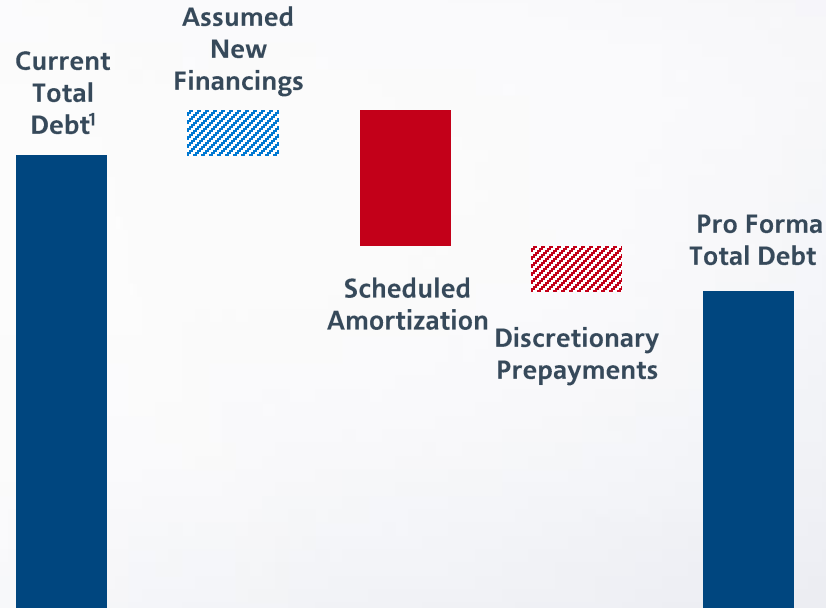 Current
Total
Debt¹
Assumed
New
Financings
Scheduled
Amortization
Discretionary
Prepayments
Pro Forma
Total Debt